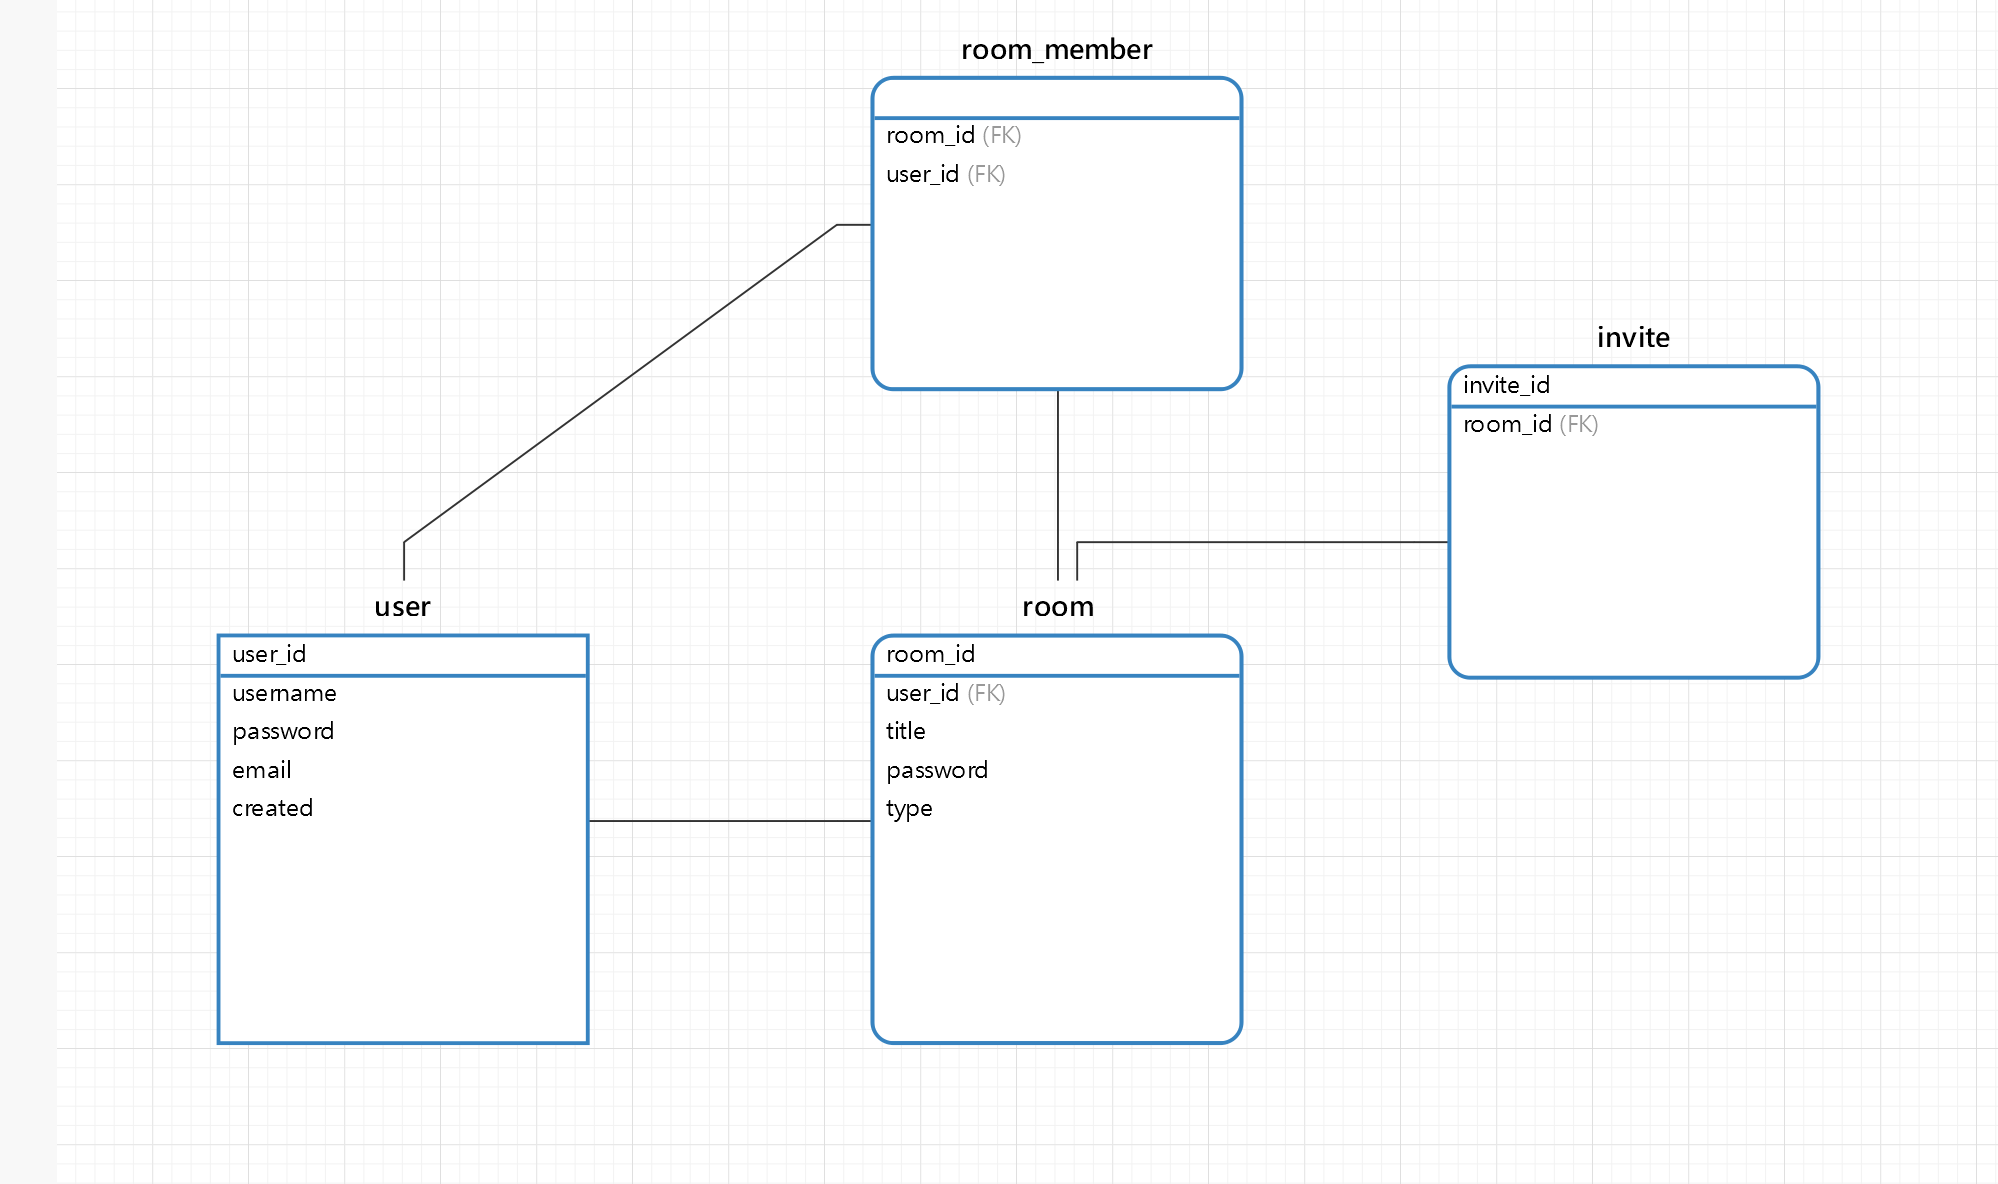 room_member
room_id (FK)
user_id (FK)
invite
invite_id
room_id (FK)
user
user_id
username
password
email
created
room
room_id
user_id (FK)
title
password
type